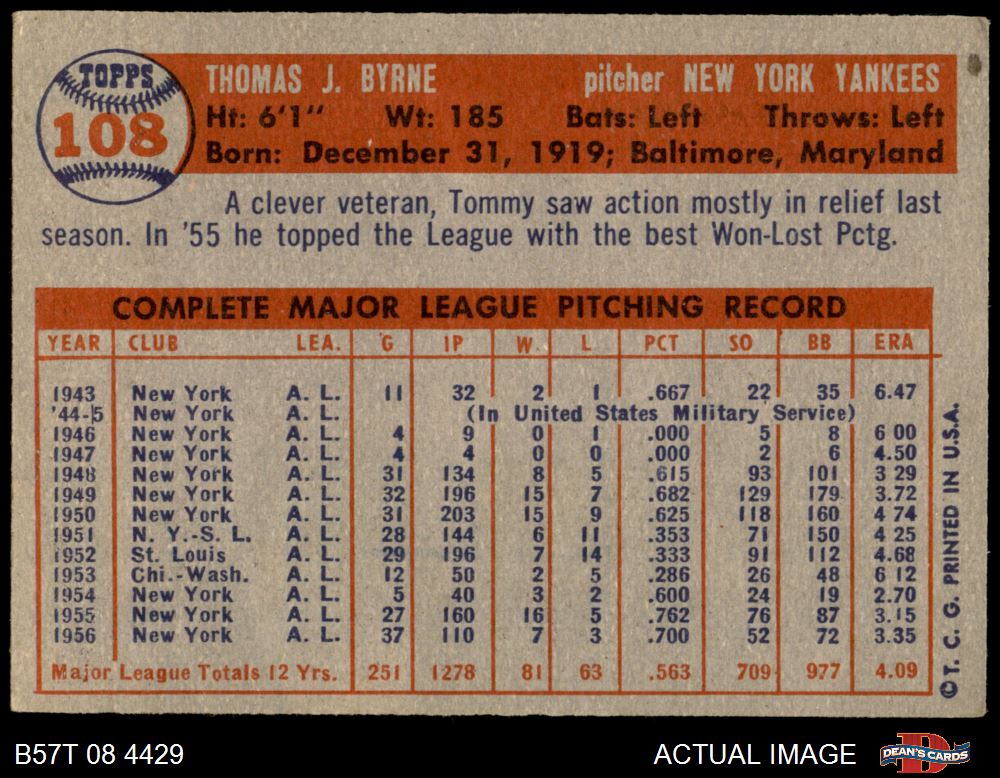 TOPPS
108
THOMAS J. BYRNE pitcher NEW YORK YANKEES
Ht: 6'1" Wt: 185 Bats: Left Throws: Left
Born: December 31, 1919; Baltimore, Maryland
A clever veteran, Tommy saw action mostly in relief last
season. In '55 he topped the League with the best Won-Lost Pctg.
COMPLETE MAJOR LEAGUE PITCHING RECORD
YEAR CLUB LEA. G IP W L PCT SO BB ERA
1943 New York A. L. 11 32 2 1 .667 22 35 6.47
'44-5 New York A. L. (In United States Military Service)
1946 New York A. L. 4 9 0 1 .000 5 8 6 00
1947 New York A. L. 4 4 0 0 .000 2 6 4.50
1948 New York A. L. 31 134 8 5 .615 93 101 3 29
1949 New York A. L. 32 196 15 7 .682 129 179 3.72
1950 New York A. L. 31 203 15 9 .625 118 160 4 74
1951 N. Y.-S. L. A. L. 28 144 6 11 .353 71 150 4 25
1952 St. Louis A. L. 29 196 7 14 .333 91 112 4.68
1953 Chi.-Wash. A. L. 12 50 2 5 .286 26 48 6 12
1954 New York A. L. 5 40 3 2 .600 24 19 2.70
1955 New York A. L. 27 160 16 5 .762 76 87 3.15
1956 New York A. L. 37 110 7 3 .700 52 72 3.35
Major League Totals 12 Yrs. 251 1278 81 63 .563 709 977 4.09
©T. C. G. PRINTED IN U.S.A.
B57T 08 4429 ACTUAL IMAGE
DEAN'S CARDS